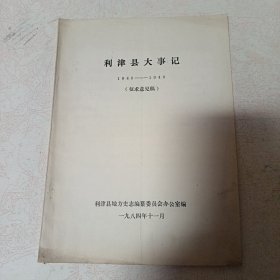 利津县大事记
1840——1949
（征求意见稿）
利津县地方史志编纂委员会办公室编
一九八四年十一月